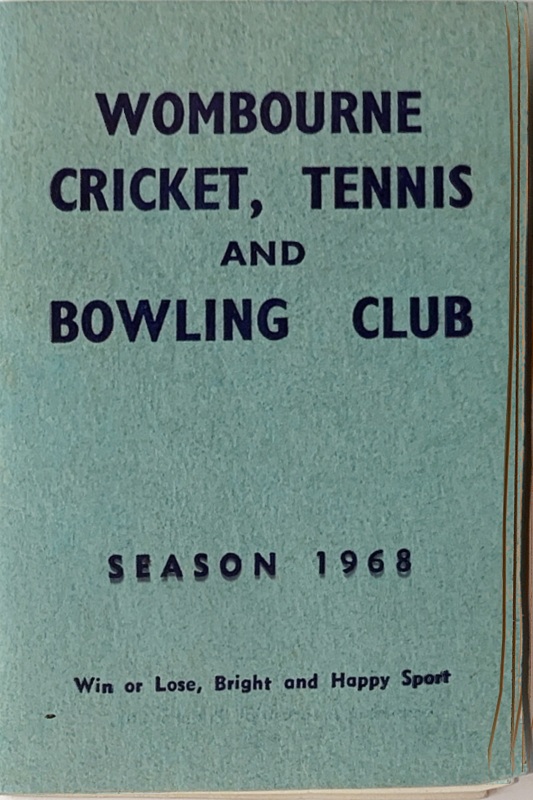 WOMBOURNE
CRICKET, TENNIS
AND
BOWLING CLUB
SEASON 1968
Win or Lose, Bright and Happy Sport